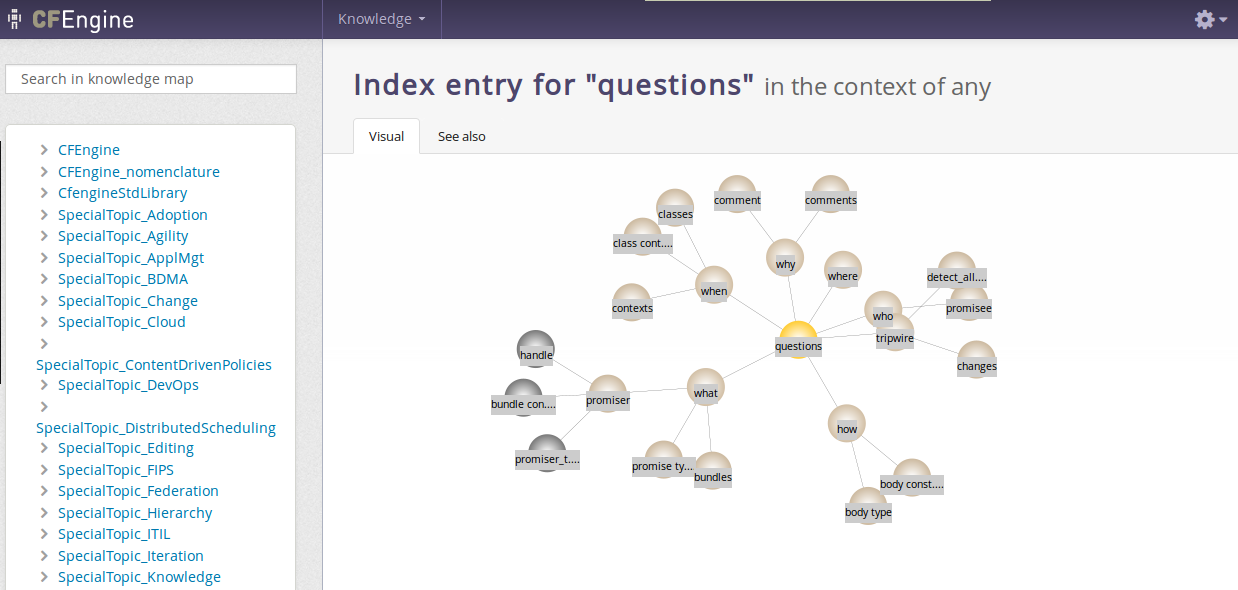 CFEngine
Knowledge
Search in knowledge map
CFEngine
CFEngine_nomenclature
CfengineStdLibrary
SpecialTopic_Adoption
SpecialTopic_Agility
SpecialTopic_ApplMgt
SpecialTopic_BDMA
SpecialTopic_Change
SpecialTopic_Cloud
SpecialTopic_ContentDrivenPolicies
SpecialTopic_DevOps
SpecialTopic_DistributedScheduling
SpecialTopic_Editing
SpecialTopic_FIPS
SpecialTopic_Federation
SpecialTopic_Hierarchy
SpecialTopic_ITIL
SpecialTopic_Iteration
SpecialTopic_Knowledge
Index entry for "questions" in the context of any
Visual
See also
comment
comments
classes
class cont....
why
where
when
detect_all....
contexts
promisee
who
tripwire
questions
handle
changes
what
promiser
bundle con....
how
promiser_t....
promise ty...
bundles
body const....
body type